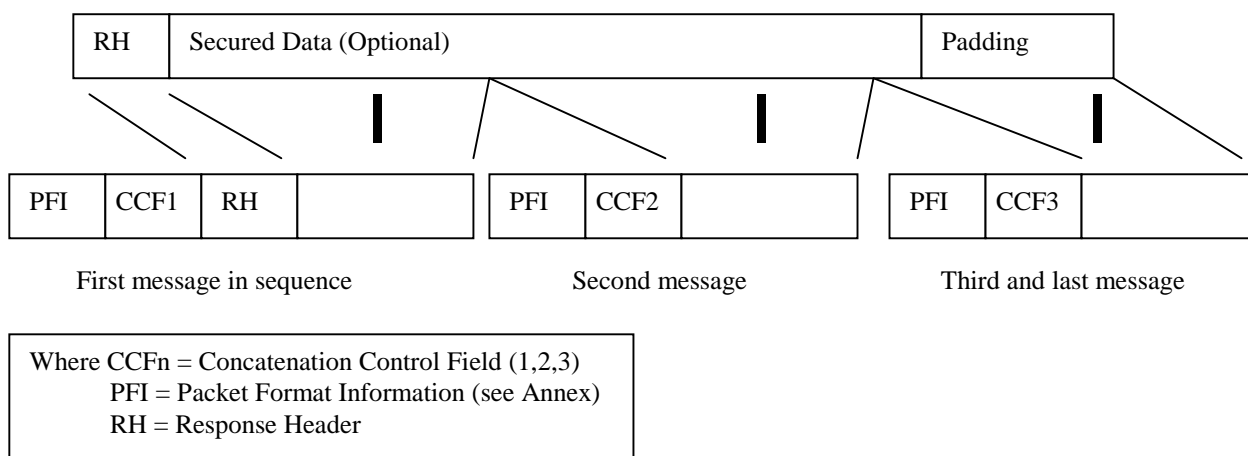 RH Secured Data (Optional) Padding
PFI CCF1 RH PFI CCF2 PFI CCF3
First message in sequence Second message Third and last message
Where CCFn = Concatenation Control Field (1,2,3)
PFI = Packet Format Information (see Annex)
RH = Response Header